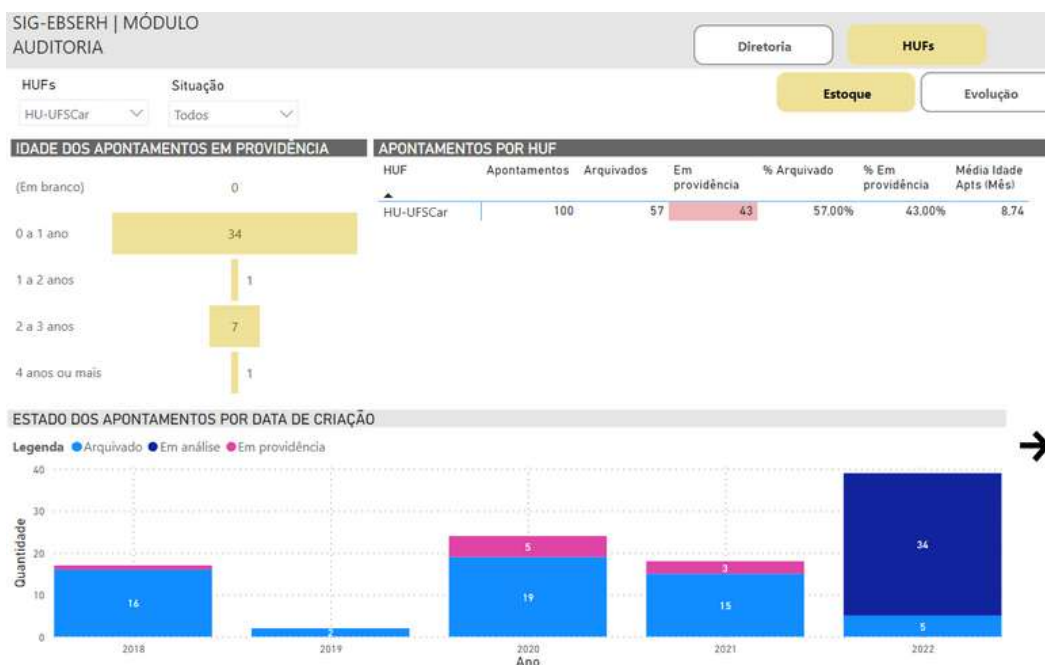 SIG-EBSERH | MÓDULO
AUDITORIA
Diretoria
HUFs
HUFs
Situação
HU-UFSCar
Todos
Estoque
Evolução
IDADE DOS APONTAMENTOS EM PROVIDÊNCIA
(Em branco) 0
0 a 1 ano 34
1 a 2 anos 1
2 a 3 anos 7
4 anos ou mais 1
APONTAMENTOS POR HUF
HUF Apontamentos Arquivados Em providência % Arquivado % Em providência Média Idade Apts (Mês)
HU-UFSCar 100 57 43 57,00% 43,00% 8,74
ESTADO DOS APONTAMENTOS POR DATA DE CRIAÇÃO
Legenda Arquivado Em análise Em providência
Quantidade
40
30
20
10
0
16
2
5
19
3
15
34
5
2018 2019 2020 2021 2022
Ano